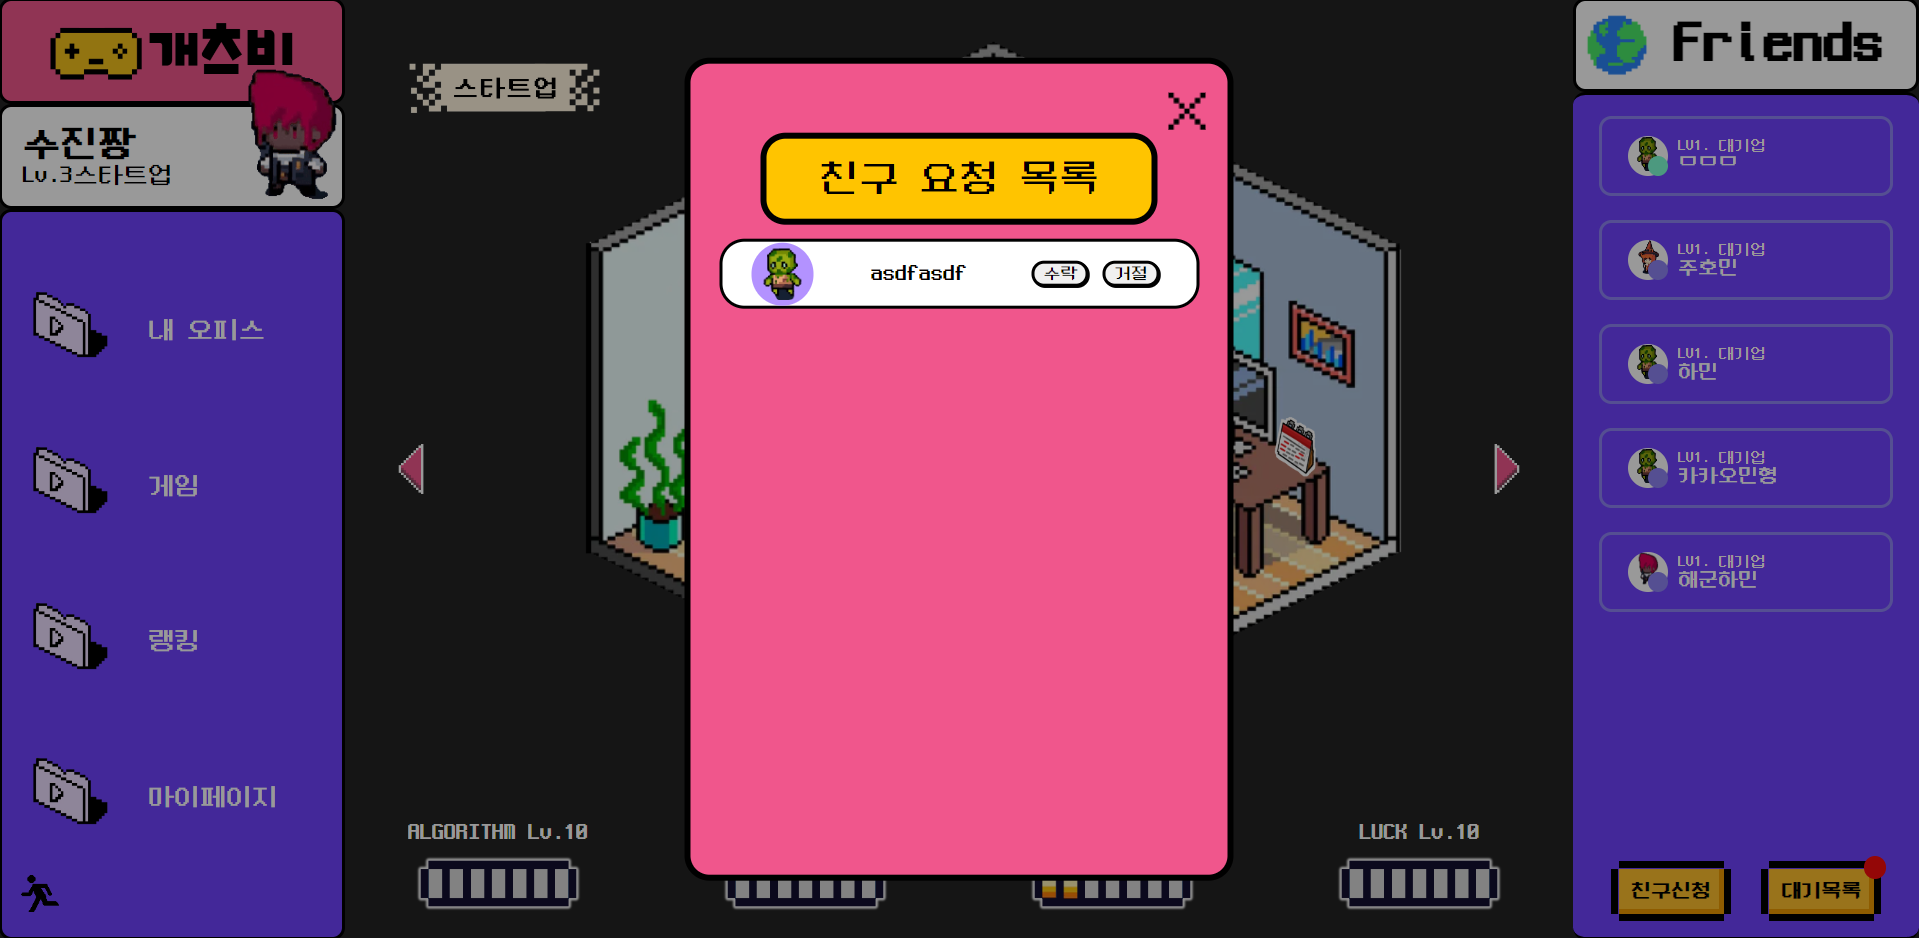 개츠비
수진짱
Lv.3스타트업
내 오피스
게임
랭킹
마이페이지
스타트업
친구 요청 목록
asdfasdf
수락
거절
ALGORITHM Lv.10
LUCK Lv.10
Friends
LV1. 대기업
ㅁㅁㅁ
LV1. 대기업
주호민
LV1. 대기업
하민
LV1. 대기업
카카오민형
LV1. 대기업
해군하민
친구신청
대기목록